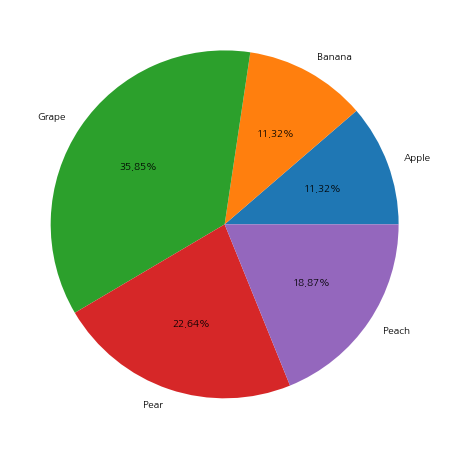 Banana
Grape
11,32%
Apple
35,85%
11,32%
18,87%
22,64%
Peach
Pear